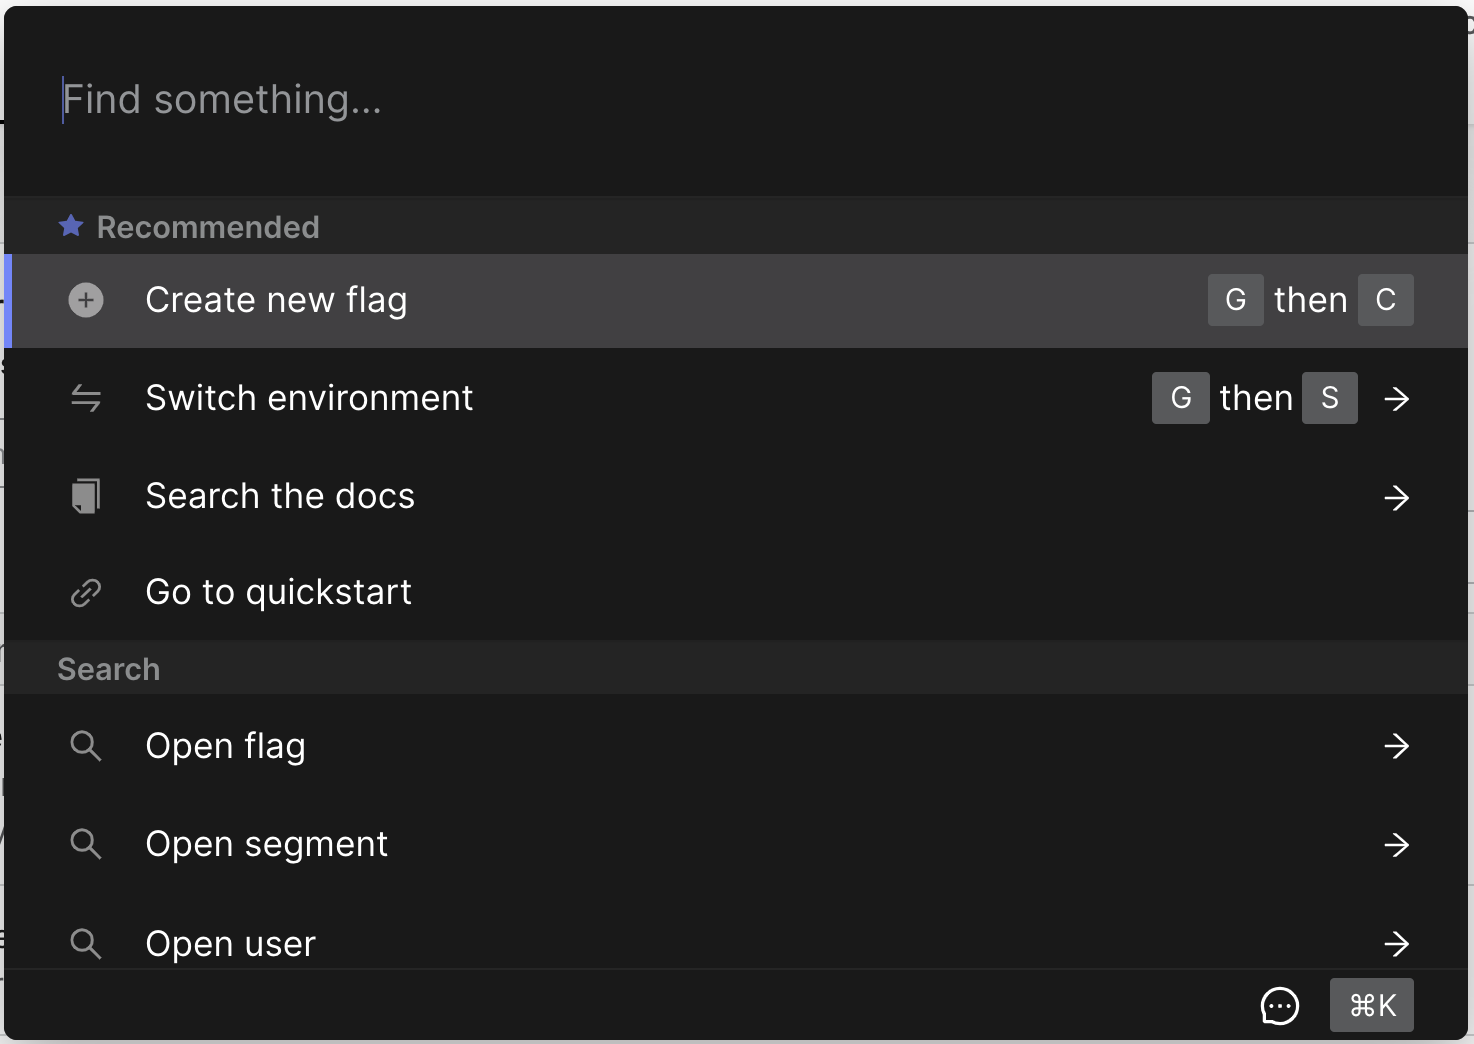 Find something...
Recommended
Create new flag G then C
Switch environment G then S
Search the docs
Go to quickstart
Search
Open flag
Open segment
Open user
⌘K